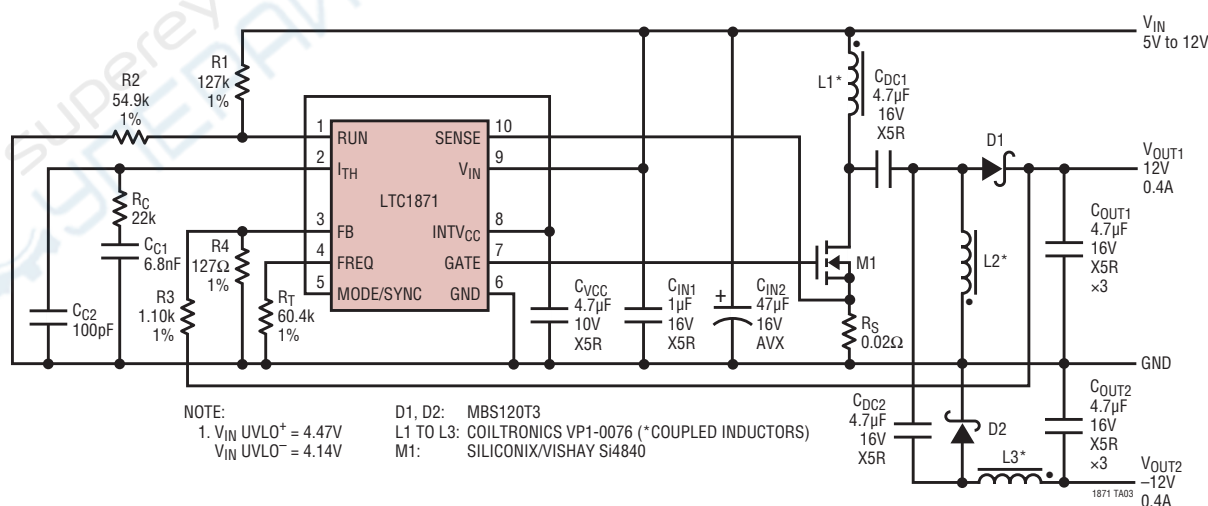 VIN
5V to 12V
R1
127k
1%
R2
54.9k
1%
L1*
CDC1
4.7µF
16V
X5R
D1
VOUT1
12V
0.4A
1
RUN
SENSE
10
2
ITH
VIN
9
LTC1871
RC
22k
3
FB
INTVCC
8
4
FREQ
GATE
7
5
MODE/SYNC
GND
6
CC1
6.8nF
R4
127Ω
1%
M1
L2*
COUT1
4.7µF
16V
X5R
×3
CC2
100pF
R3
1.10k
1%
RT
60.4k
1%
CVCC
4.7µF
10V
X5R
CIN1
1µF
16V
X5R
+
CIN2
47µF
16V
AVX
RS
0.02Ω
GND
NOTE:
1. VIN UVLO+ = 4.47V
VIN UVLO– = 4.14V
D1, D2: MBS120T3
L1 TO L3: COILTRONICS VP1-0076 (*COUPLED INDUCTORS)
M1: SILICONIX/VISHAY Si4840
CDC2
4.7µF
16V
X5R
D2
L3*
COUT2
4.7µF
16V
X5R
×3
VOUT2
–12V
0.4A
1871 TA03